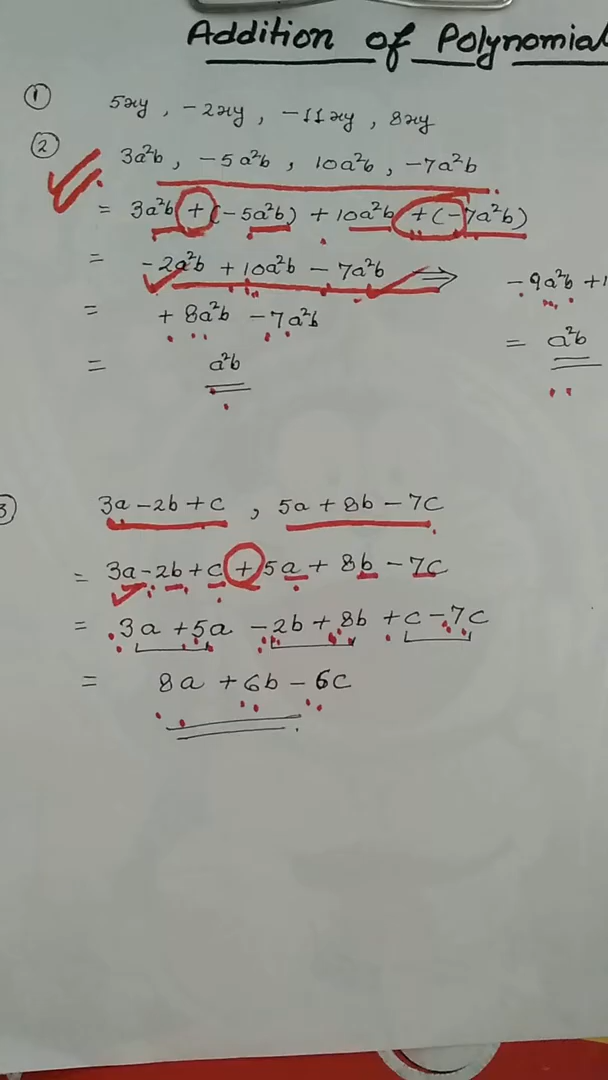 Addition of Polynomial
① 5xy , -2xy , -11xy , 8xy
② 3a²b , -5a²b , 10a²b , -7a²b
= 3a²b + (-5a²b) + 10a²b + (-7a²b)
= -2a²b + 10a²b - 7a²b ⇒ -9a²b + 1
= + 8a²b - 7a²b
= a²b
= a²b
3 3a - 2b + c , 5a + 8b - 7c
= 3a - 2b + c + 5a + 8b - 7c
= 3a + 5a - 2b + 8b + c - 7c
= 8a + 6b - 6c